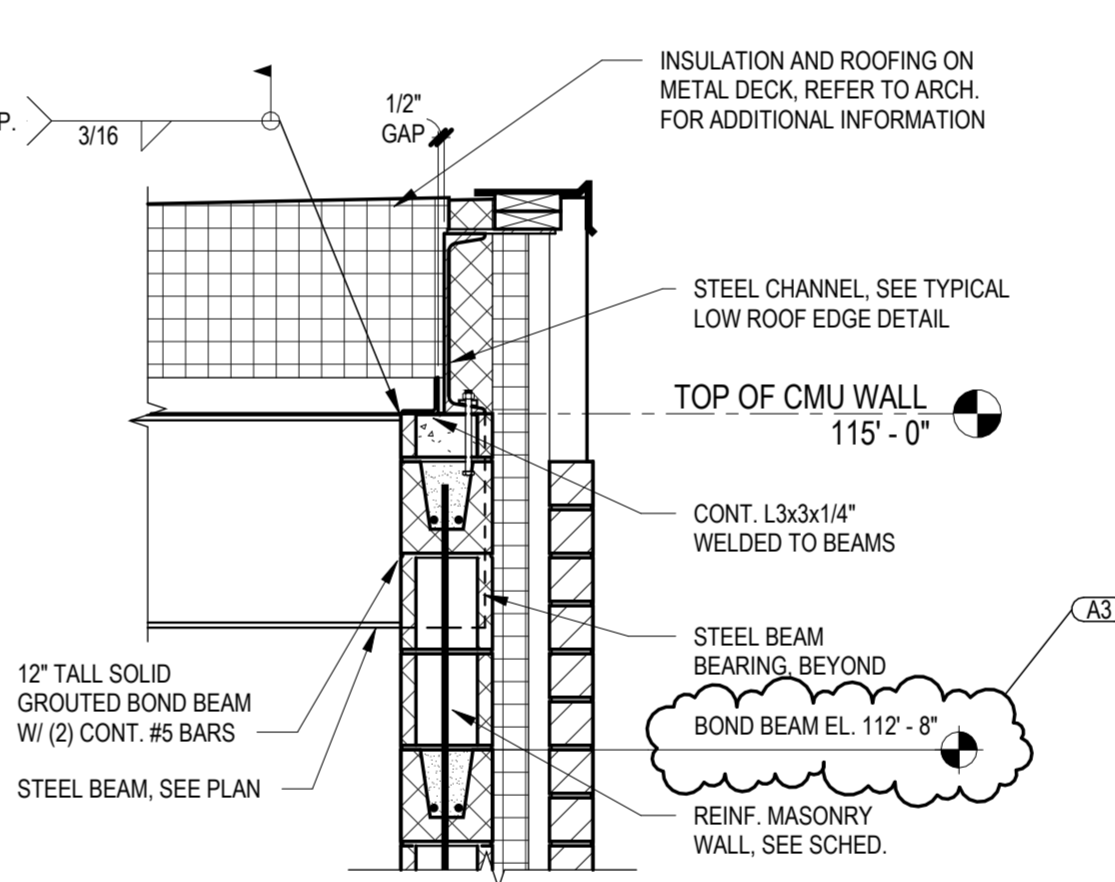 INSULATION AND ROOFING ON
METAL DECK, REFER TO ARCH.
FOR ADDITIONAL INFORMATION
P.
3/16
1/2"
GAP
STEEL CHANNEL, SEE TYPICAL
LOW ROOF EDGE DETAIL
TOP OF CMU WALL
115' - 0"
CONT. L3x3x1/4"
WELDED TO BEAMS
STEEL BEAM
BEARING, BEYOND
A3
BOND BEAM EL. 112' - 8"
REINF. MASONRY
WALL, SEE SCHED.
12" TALL SOLID
GROUTED BOND BEAM
W/ (2) CONT. #5 BARS
STEEL BEAM, SEE PLAN